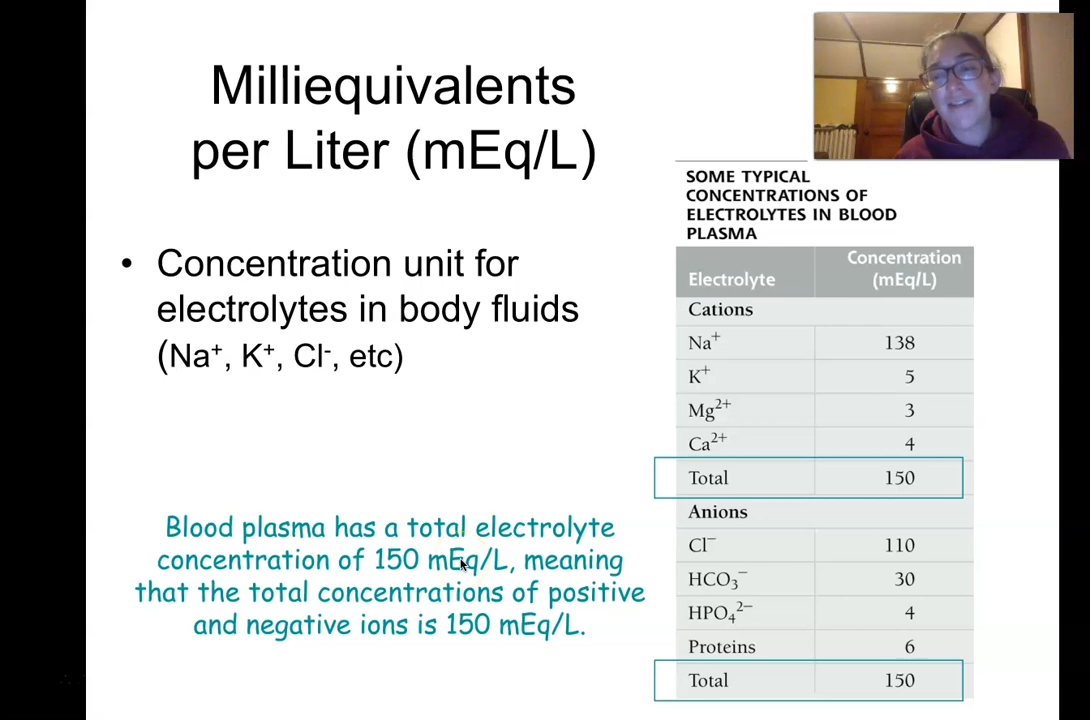 Milliequivalents
per Liter (mEq/L)
• Concentration unit for
electrolytes in body fluids
(Na⁺, K⁺, Cl⁻, etc)
Blood plasma has a total electrolyte
concentration of 150 mEq/L, meaning
that the total concentrations of positive
and negative ions is 150 mEq/L.
SOME TYPICAL
CONCENTRATIONS OF
ELECTROLYTES IN BLOOD
PLASMA
Electrolyte Concentration (mEq/L)
Cations
Na⁺ 138
K⁺ 5
Mg²⁺ 3
Ca²⁺ 4
Total 150
Anions
Cl⁻ 110
HCO₃⁻ 30
HPO₄²⁻ 4
Proteins 6
Total 150